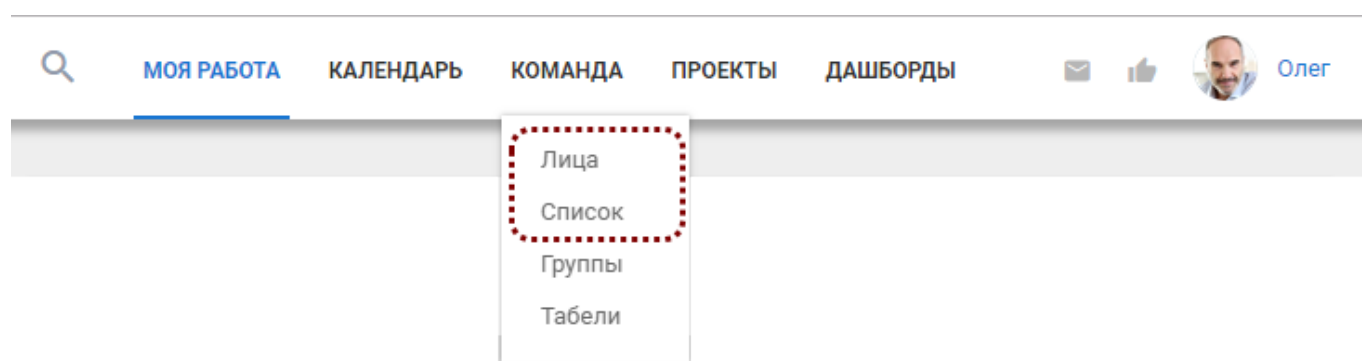 МОЯ РАБОТА КАЛЕНДАРЬ КОМАНДА ПРОЕКТЫ ДАШБОРДЫ Олег
Лица
Список
Группы
Табели